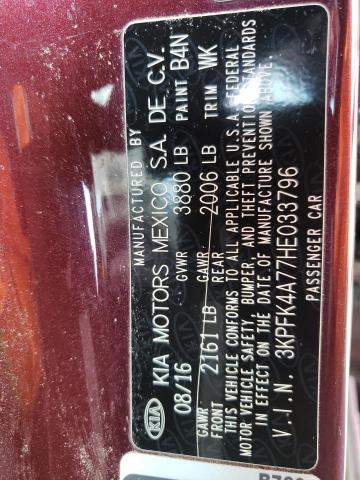 MANUFACTURED BY
KIA KIA MOTORS MEXICO S.A. DE C.V.
08/16 GVWR 3880 LB PAINT B4N
GAWR FRONT 2161 LB GAWR REAR 2006 LB TRIM WK
THIS VEHICLE CONFORMS TO ALL APPLICABLE U.S.A. FEDERAL
MOTOR VEHICLE SAFETY, BUMPER, AND THEFT PREVENTION STANDARDS
IN EFFECT ON THE DATE OF MANUFACTURE SHOWN ABOVE.
V.I.N. 3KPFK4A77HE033796
PASSENGER CAR